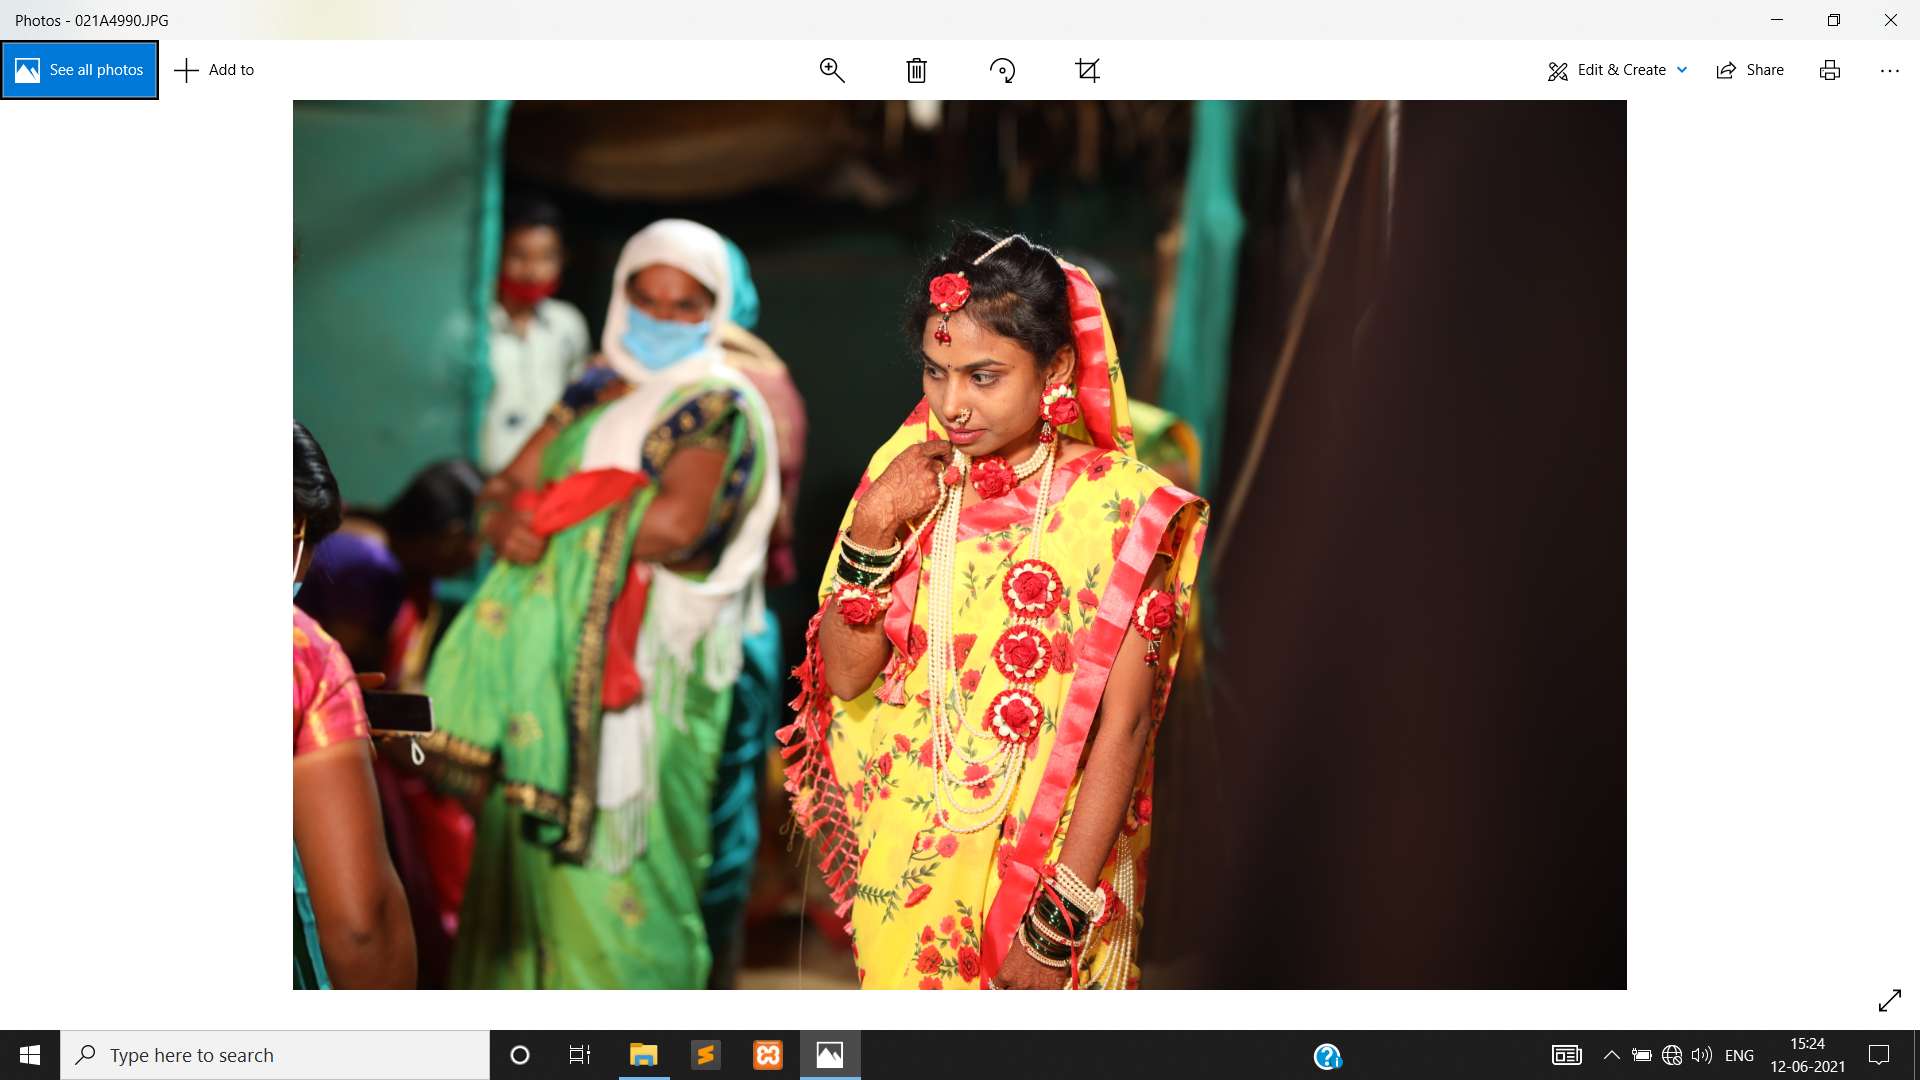 Photos - 021A4990.JPG
See all photos
Add to
Edit & Create
Share
Type here to search
ENG
15:24
12-06-2021